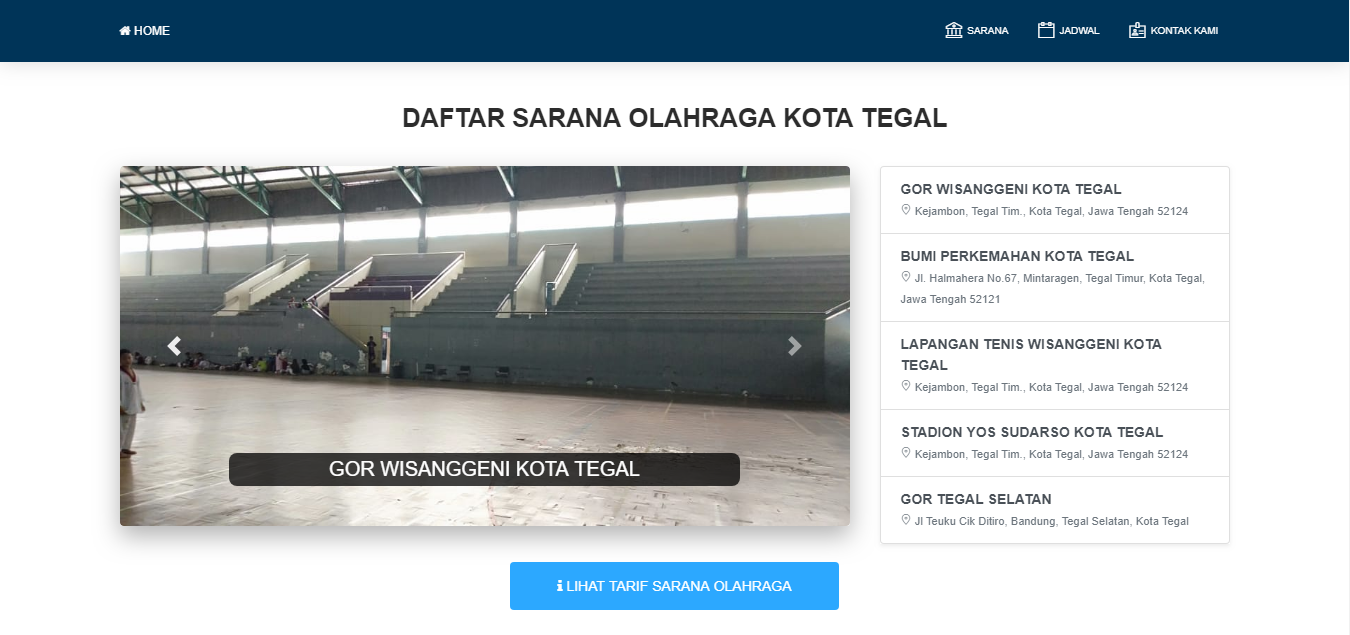 HOME
SARANA
JADWAL
KONTAK KAMI
DAFTAR SARANA OLAHRAGA KOTA TEGAL
GOR WISANGGENI KOTA TEGAL
GOR WISANGGENI KOTA TEGAL
Kejambon, Tegal Tim., Kota Tegal, Jawa Tengah 52124
BUMI PERKEMAHAN KOTA TEGAL
Jl. Halmahera No.67, Mintaragen, Tegal Timur, Kota Tegal,
Jawa Tengah 52121
LAPANGAN TENIS WISANGGENI KOTA
TEGAL
Kejambon, Tegal Tim., Kota Tegal, Jawa Tengah 52124
STADION YOS SUDARSO KOTA TEGAL
Kejambon, Tegal Tim., Kota Tegal, Jawa Tengah 52124
GOR TEGAL SELATAN
Jl Teuku Cik Ditiro, Bandung, Tegal Selatan, Kota Tegal
LIHAT TARIF SARANA OLAHRAGA